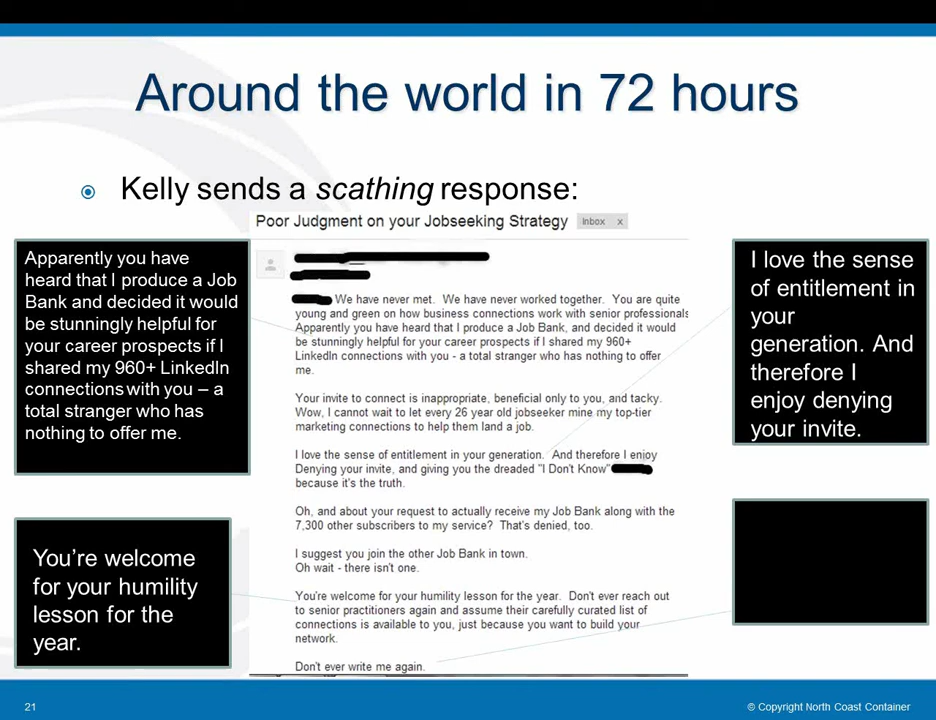 Around the world in 72 hours
Kelly sends a scathing response:
Poor Judgment on your Jobseeking Strategy
Inbox x
Apparently you have
heard that I produce a Job
Bank and decided it would
be stunningly helpful for
your career prospects if I
shared my 960+ LinkedIn
connections with you – a
total stranger who has
nothing to offer me.
We have never met. We have never worked together. You are quite
young and green on how business connections work with senior professionals
Apparently you have heard that I produce a Job Bank, and decided it would
be stunningly helpful for your career prospects if I shared my 960+
LinkedIn connections with you - a total stranger who has nothing to offer
me.
Your invite to connect is inappropriate, beneficial only to you, and tacky.
Wow, I cannot wait to let every 26 year old jobseeker mine my top-tier
marketing connections to help them land a job.
I love the sense of entitlement in your generation. And therefore I enjoy
Denying your invite, and giving you the dreaded "I Don't Know"
because it's the truth.
Oh, and about your request to actually receive my Job Bank along with the
7,300 other subscribers to my service? That's denied, too.
I suggest you join the other Job Bank in town.
Oh wait - there isn't one.
You're welcome for your humility lesson for the year. Don't ever reach out
to senior practitioners again and assume their carefully curated list of
connections is available to you, just because you want to build your
network.
Don't ever write me again.
I love the sense
of entitlement in
your
generation. And
therefore I
enjoy denying
your invite.
You’re welcome
for your humility
lesson for the
year.
21
© Copyright North Coast Container